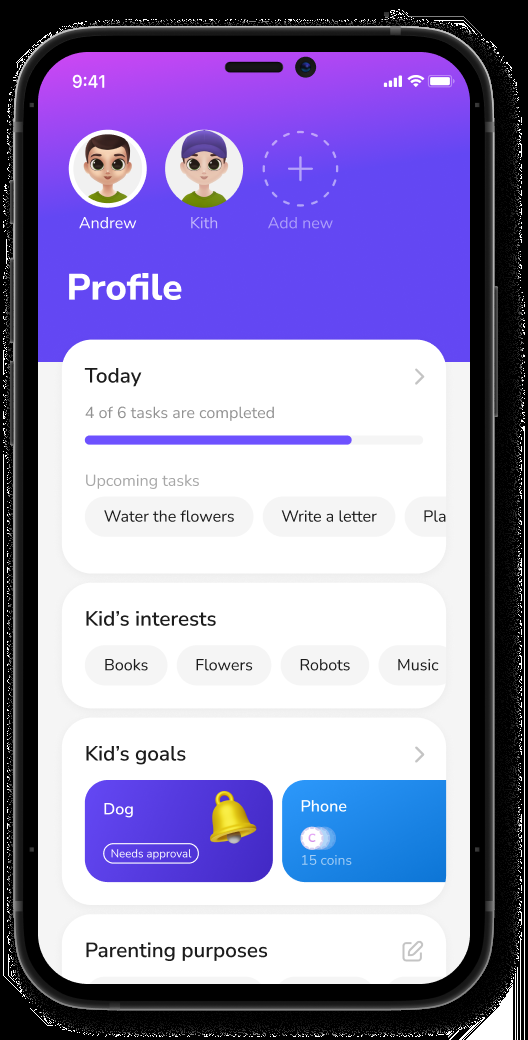 9:41
Andrew
Kith
Add new
Profile
Today
4 of 6 tasks are completed
Upcoming tasks
Water the flowers
Write a letter
Pla
Kid's interests
Books
Flowers
Robots
Music
Kid's goals
Dog
Needs approval
Phone
C
15 coins
Parenting purposes